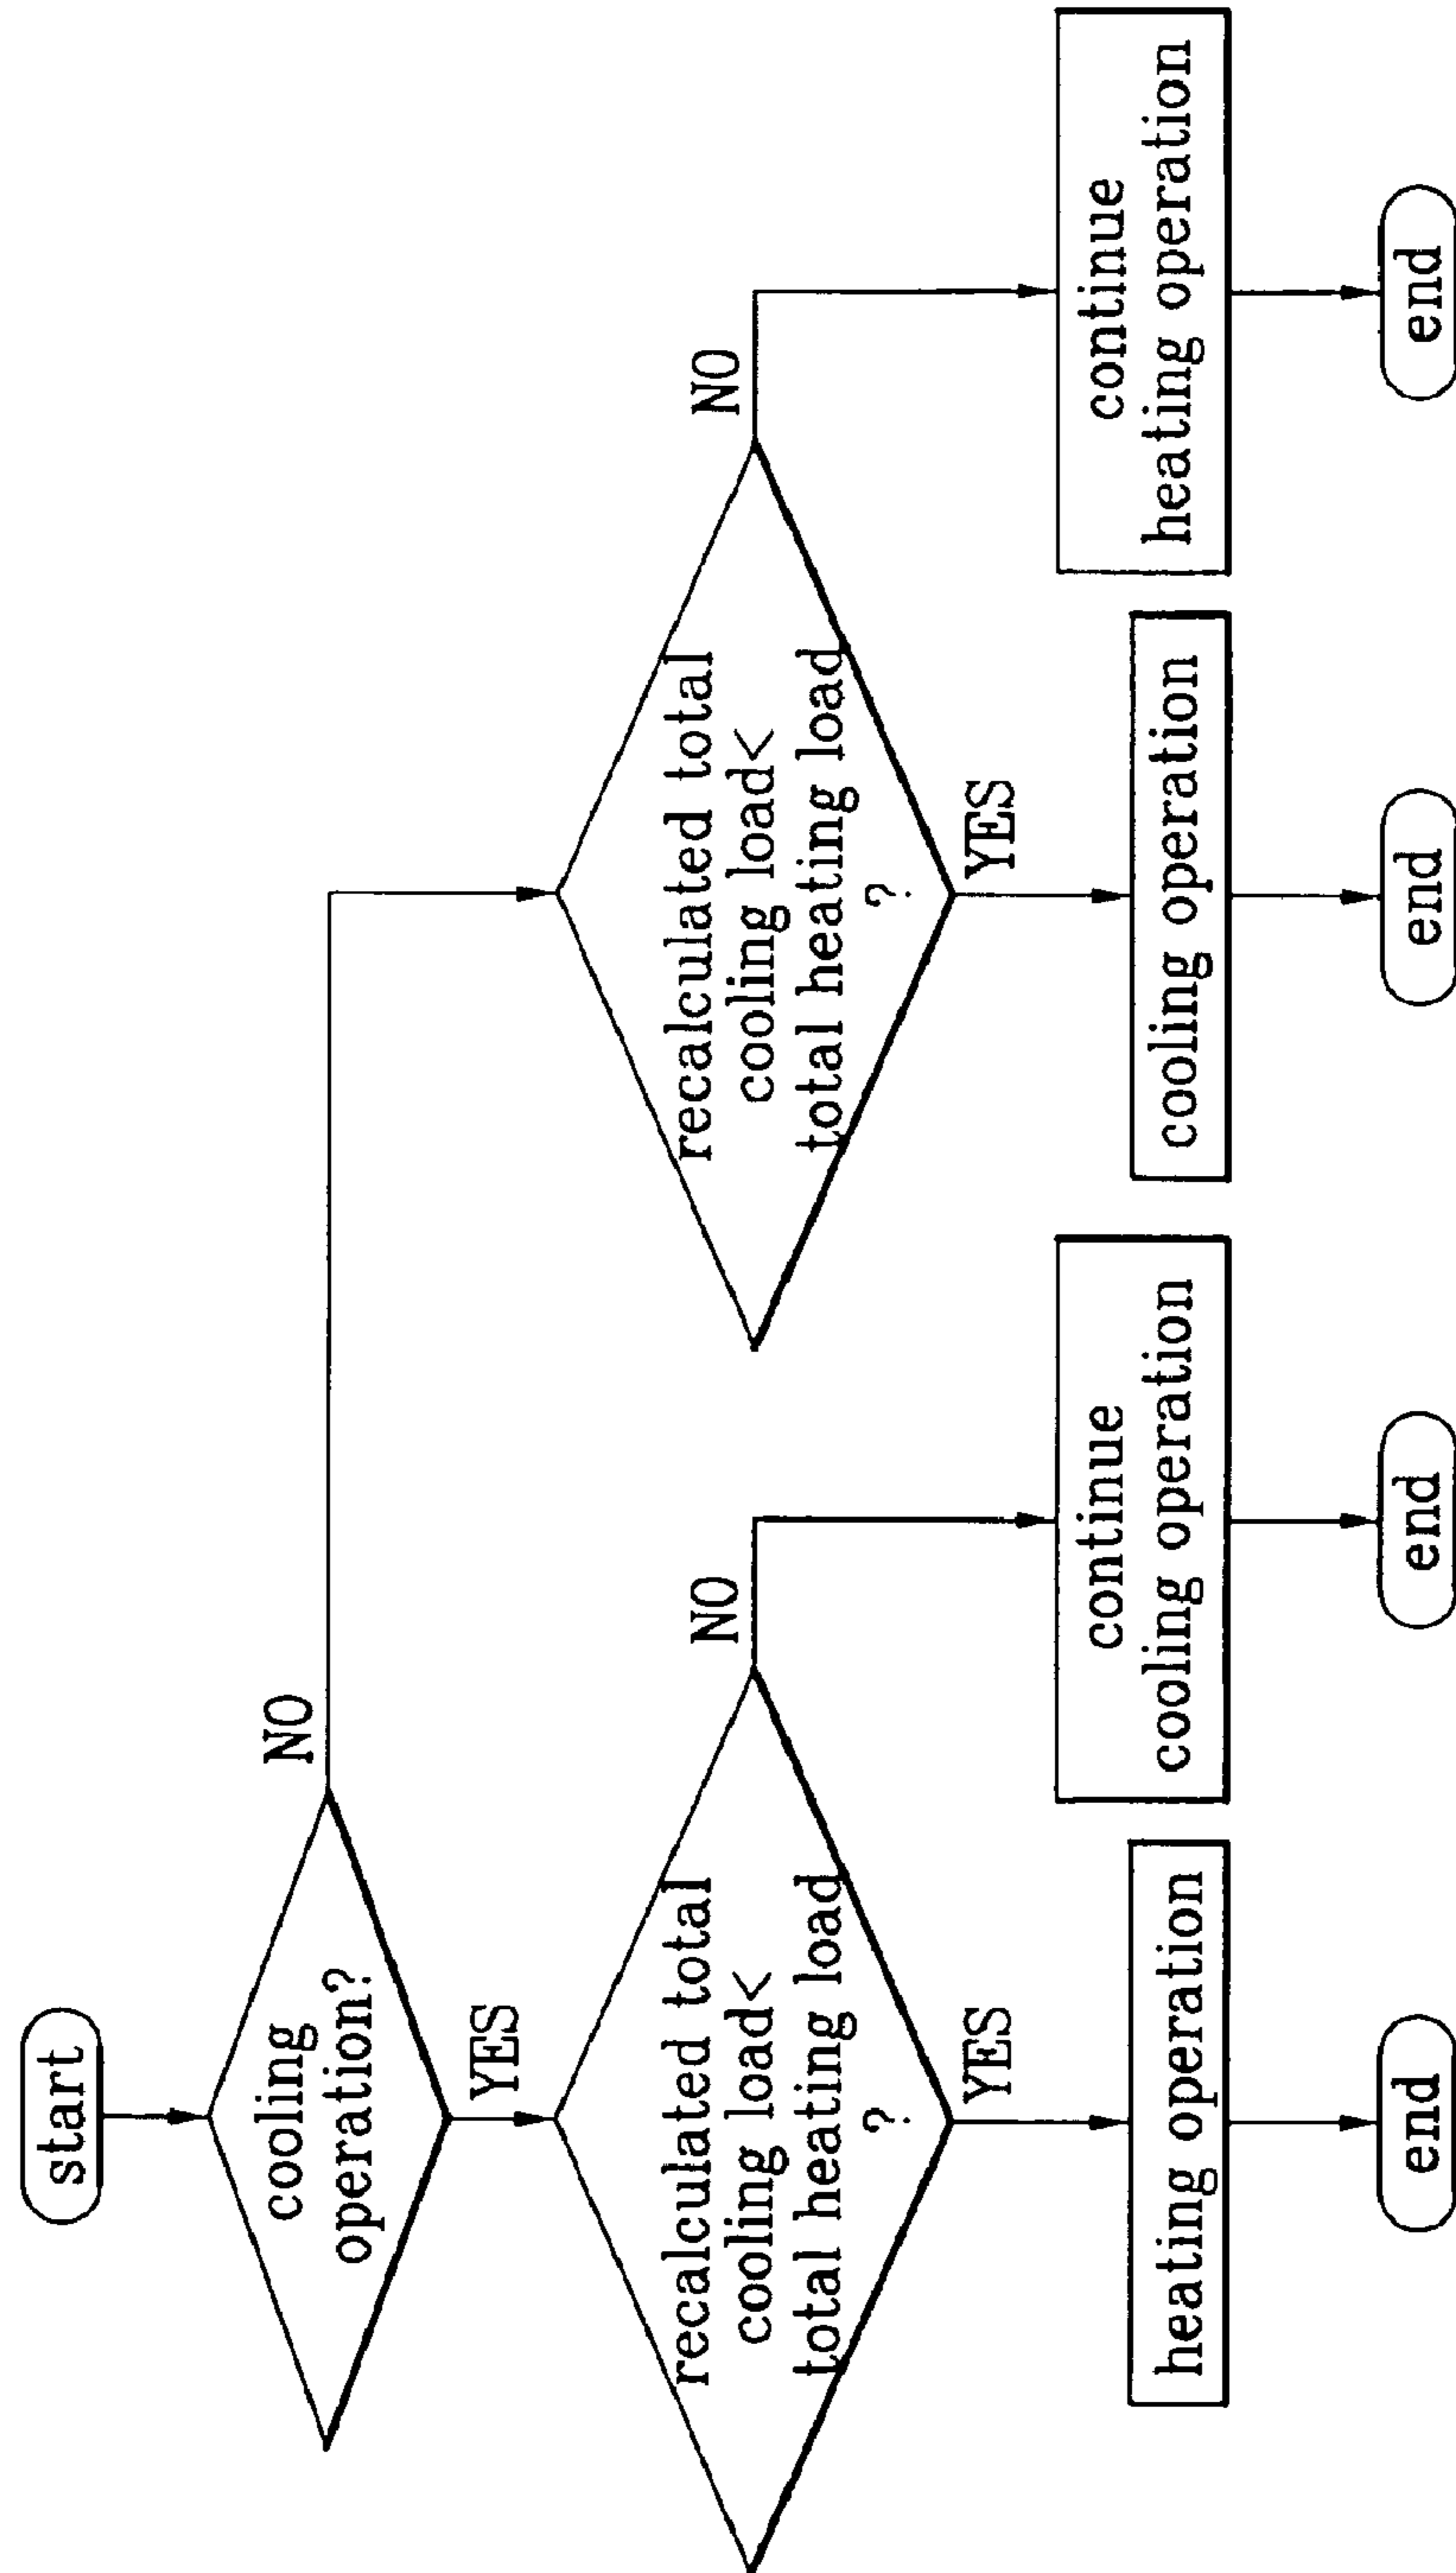 start
cooling
operation?
NO
YES
recalculated total
cooling load<
total heating load
?
NO
YES
recalculated total
cooling load<
total heating load
?
NO
YES
heating operation
continue
cooling operation
cooling operation
continue
heating operation
end
end
end
end